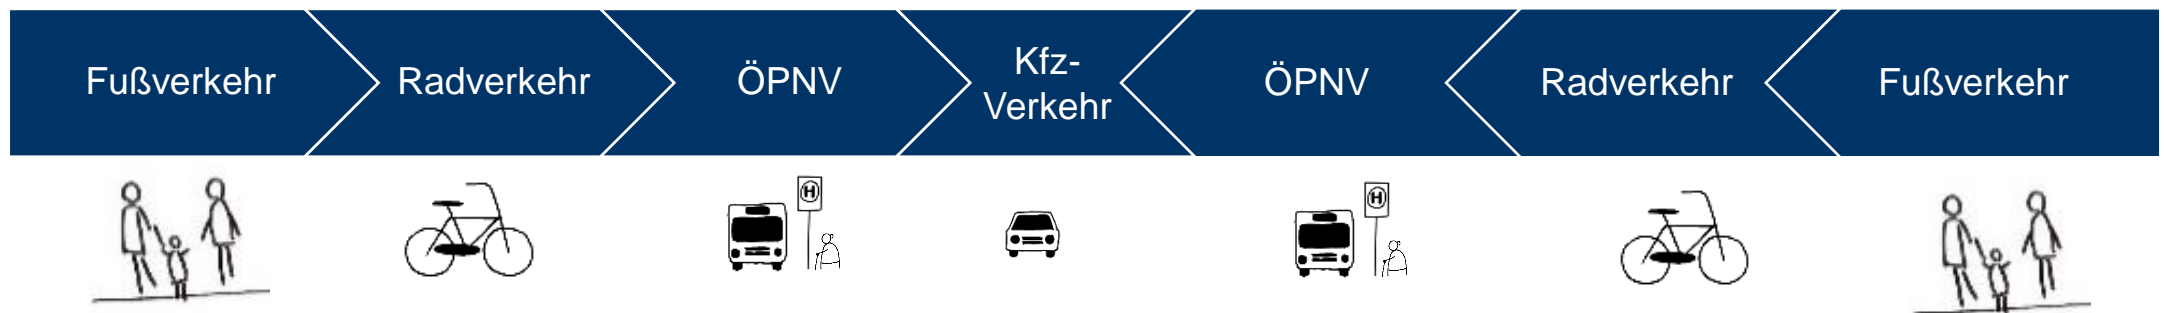 Fußverkehr
Radverkehr
ÖPNV
Kfz-
Verkehr
ÖPNV
Radverkehr
Fußverkehr
H
H